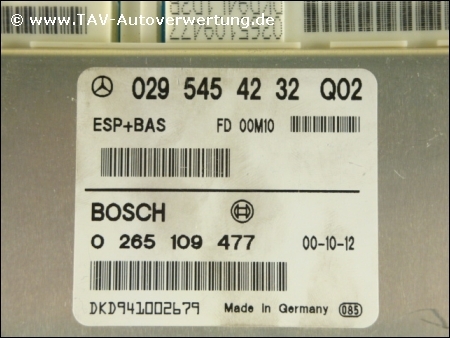 © www.TAV-Autoverwertung.de
0265109477
029 545 42 32 Q02
ESP+BAS FD 00M10
BOSCH
0 265 109 477 00-10-12
DKD941002679 Made in Germany 085